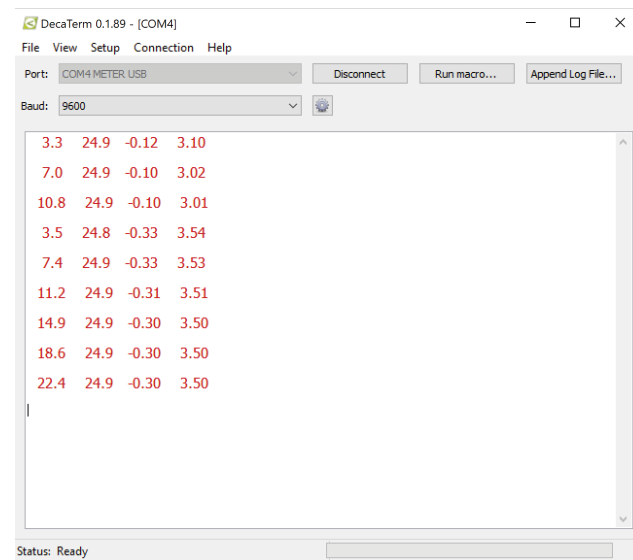 DecaTerm 0.1.89 - [COM4]
File View Setup Connection Help
Port: COM4 METER USB Disconnect Run macro... Append Log File...
Baud: 9600
3.3 24.9 -0.12 3.10
7.0 24.9 -0.10 3.02
10.8 24.9 -0.10 3.01
3.5 24.8 -0.33 3.54
7.4 24.9 -0.33 3.53
11.2 24.9 -0.31 3.51
14.9 24.9 -0.30 3.50
18.6 24.9 -0.30 3.50
22.4 24.9 -0.30 3.50
Status: Ready